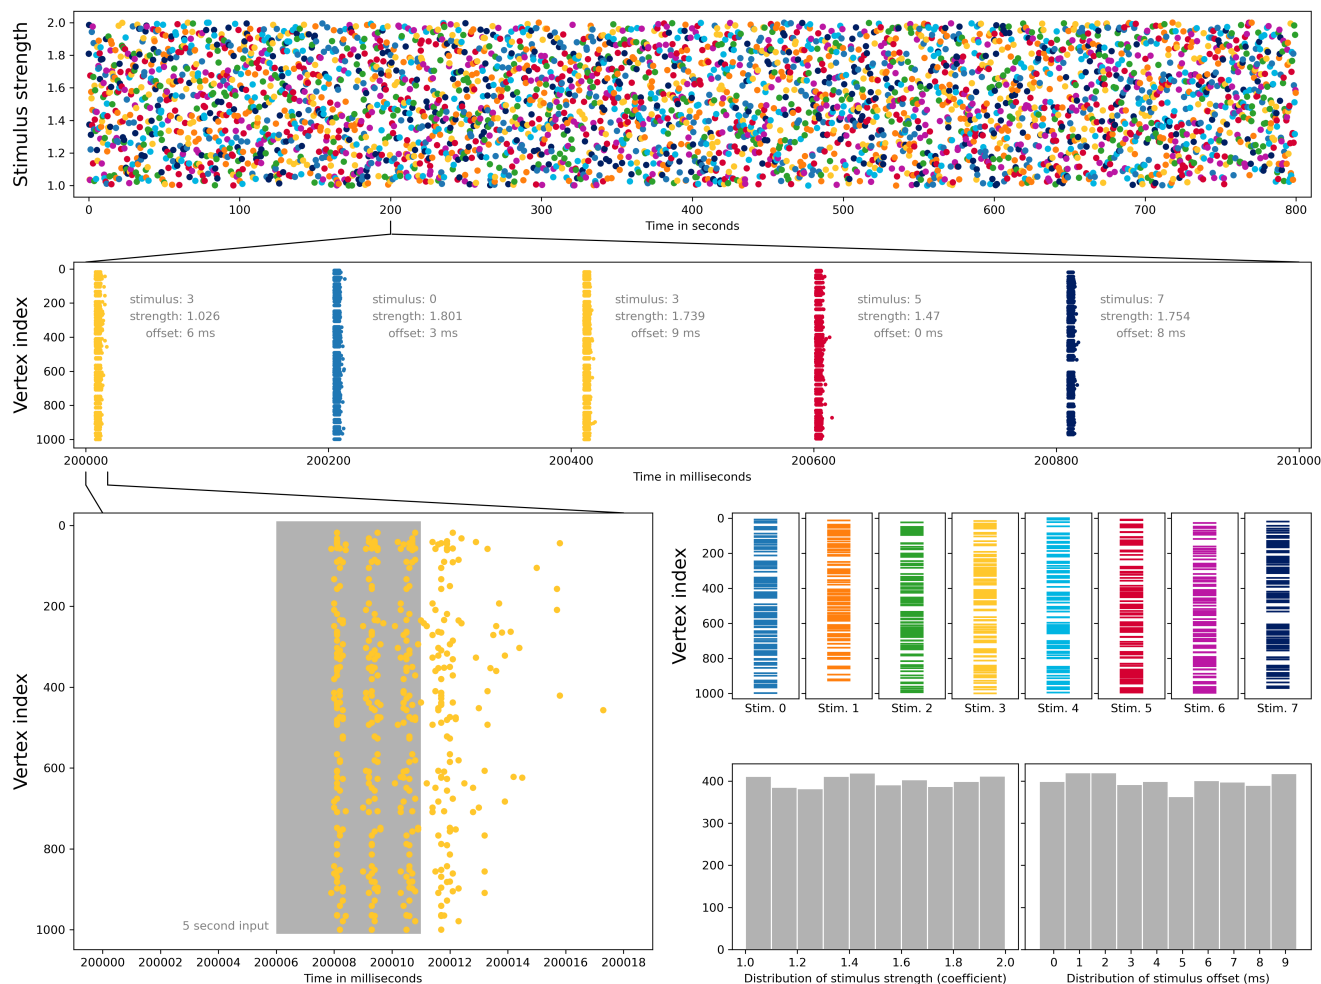 Stimulus strength
2.0
1.8
1.6
1.4
1.2
1.0
0 100 200 300 400 500 600 700 800
Time in seconds
Vertex index
0
200
400
600
800
1000
stimulus: 3
strength: 1.026
offset: 6 ms
stimulus: 0
strength: 1.801
offset: 3 ms
stimulus: 3
strength: 1.739
offset: 9 ms
stimulus: 5
strength: 1.47
offset: 0 ms
stimulus: 7
strength: 1.754
offset: 8 ms
200000 200200 200400 200600 200800 201000
Time in milliseconds
Vertex index
0
200
400
600
800
1000
5 second input
200000 200002 200004 200006 200008 200010 200012 200014 200016 200018
Time in milliseconds
Vertex index
0
200
400
600
800
1000
Stim. 0 Stim. 1 Stim. 2 Stim. 3 Stim. 4 Stim. 5 Stim. 6 Stim. 7
400
300
200
100
0
1.0 1.2 1.4 1.6 1.8 2.0
Distribution of stimulus strength (coefficient)
0 1 2 3 4 5 6 7 8 9
Distribution of stimulus offset (ms)